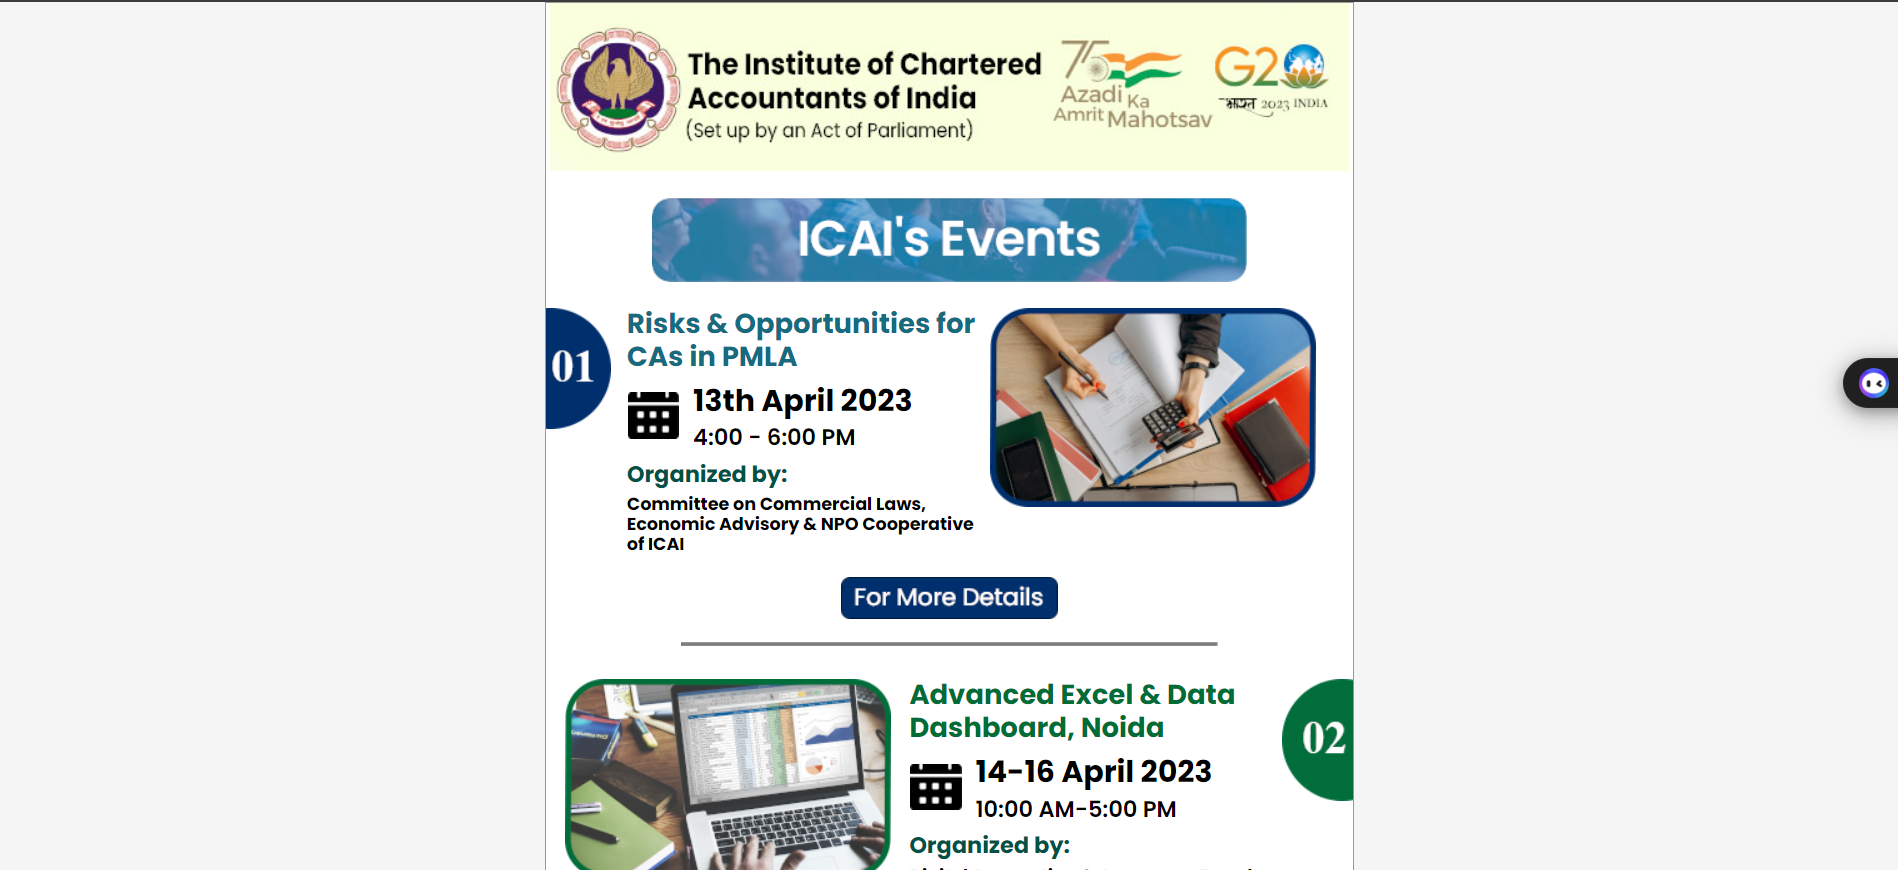 The Institute of Chartered
Accountants of India
(Set up by an Act of Parliament)
75
Azadi Ka
Amrit Mahotsav
G20
भारत 2023 INDIA
ICAI's Events
01
Risks & Opportunities for
CAs in PMLA
13th April 2023
4:00 - 6:00 PM
Organized by:
Committee on Commercial Laws,
Economic Advisory & NPO Cooperative
of ICAI
For More Details
Advanced Excel & Data
Dashboard, Noida
02
14-16 April 2023
10:00 AM-5:00 PM
Organized by: